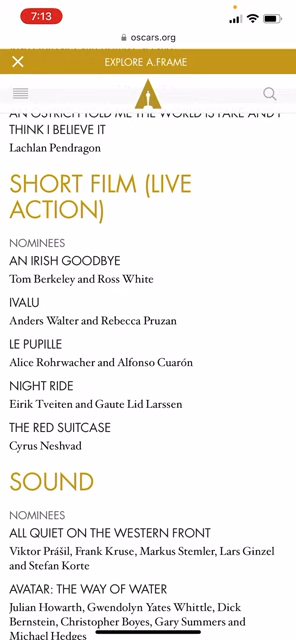 7:13
oscars.org
EXPLORE A.FRAME
AN OSTRICH TOLD ME THE WORLD IS FAKE AND I
THINK I BELIEVE IT
Lachlan Pendragon
SHORT FILM (LIVE
ACTION)
NOMINEES
AN IRISH GOODBYE
Tom Berkeley and Ross White
IVALU
Anders Walter and Rebecca Pruzan
LE PUPILLE
Alice Rohrwacher and Alfonso Cuarón
NIGHT RIDE
Eirik Tveiten and Gaute Lid Larssen
THE RED SUITCASE
Cyrus Neshvad
SOUND
NOMINEES
ALL QUIET ON THE WESTERN FRONT
Viktor Prášil, Frank Kruse, Markus Stemler, Lars Ginzel
and Stefan Korte
AVATAR: THE WAY OF WATER
Julian Howarth, Gwendolyn Yates Whittle, Dick
Bernstein, Christopher Boyes, Gary Summers and
Michael Hedges